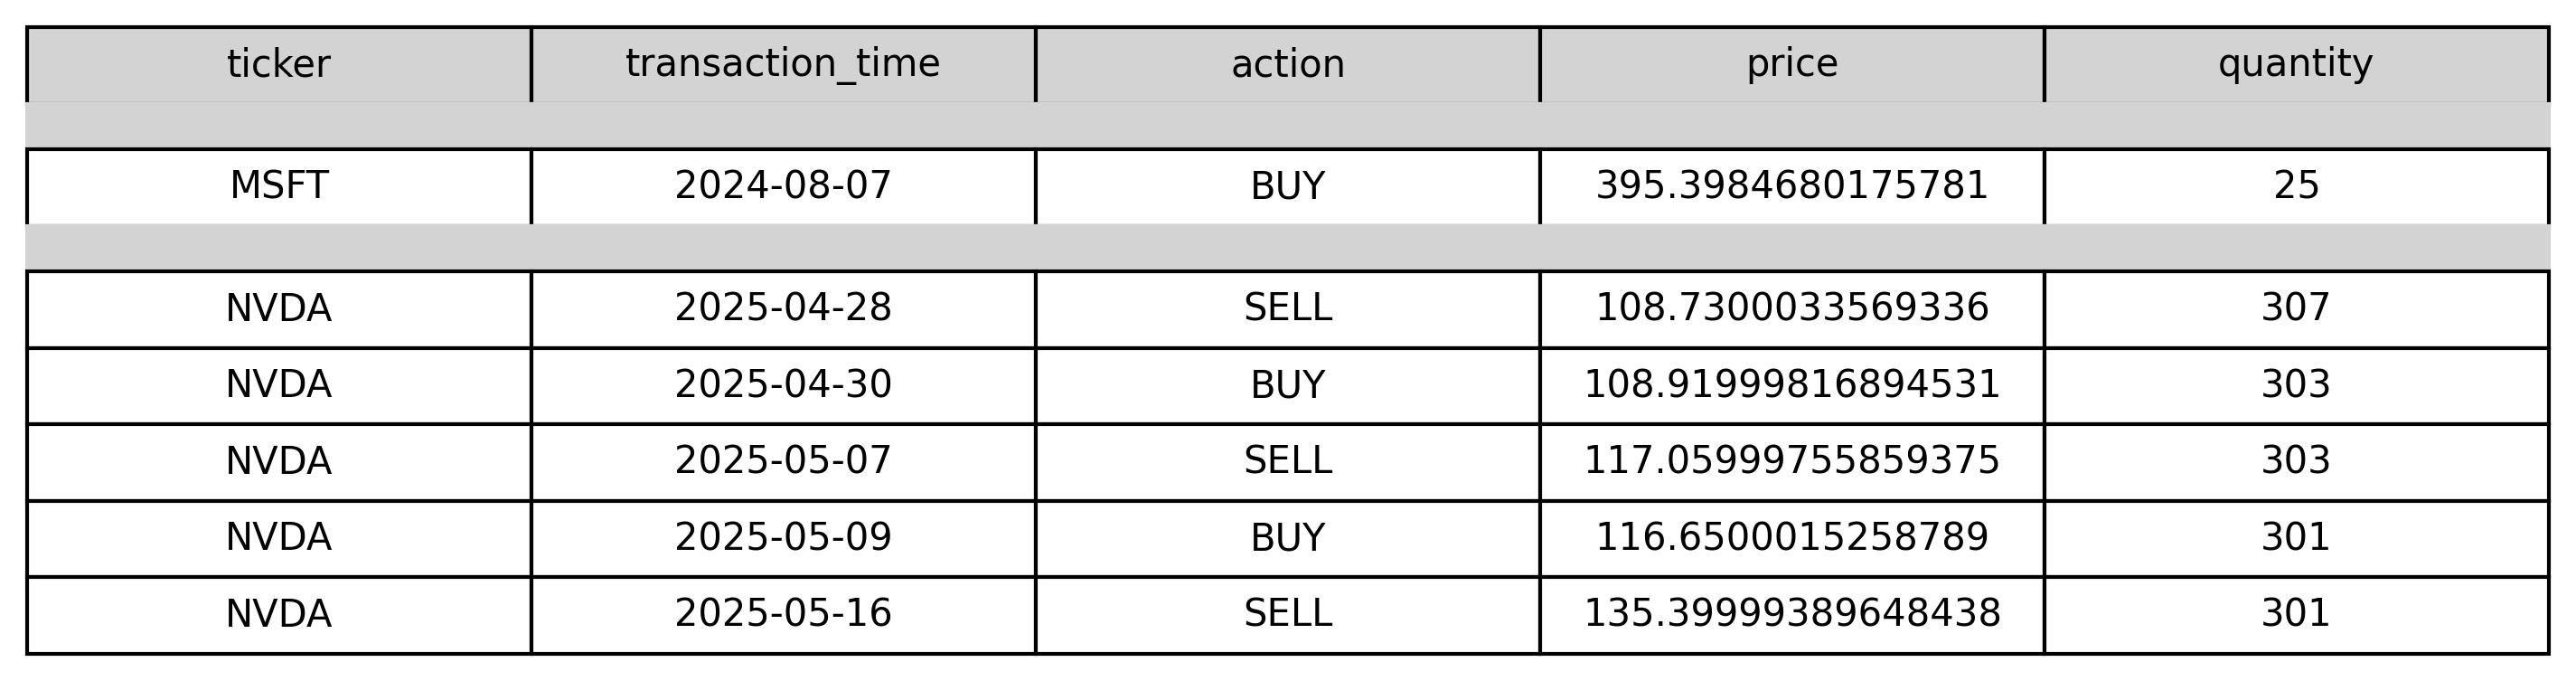 ticker transaction_time action price quantity
MSFT 2024-08-07 BUY 395.3984680175781 25
NVDA 2025-04-28 SELL 108.7300033569336 307
NVDA 2025-04-30 BUY 108.91999816894531 303
NVDA 2025-05-07 SELL 117.05999755859375 303
NVDA 2025-05-09 BUY 116.6500015258789 301
NVDA 2025-05-16 SELL 135.39999389648438 301